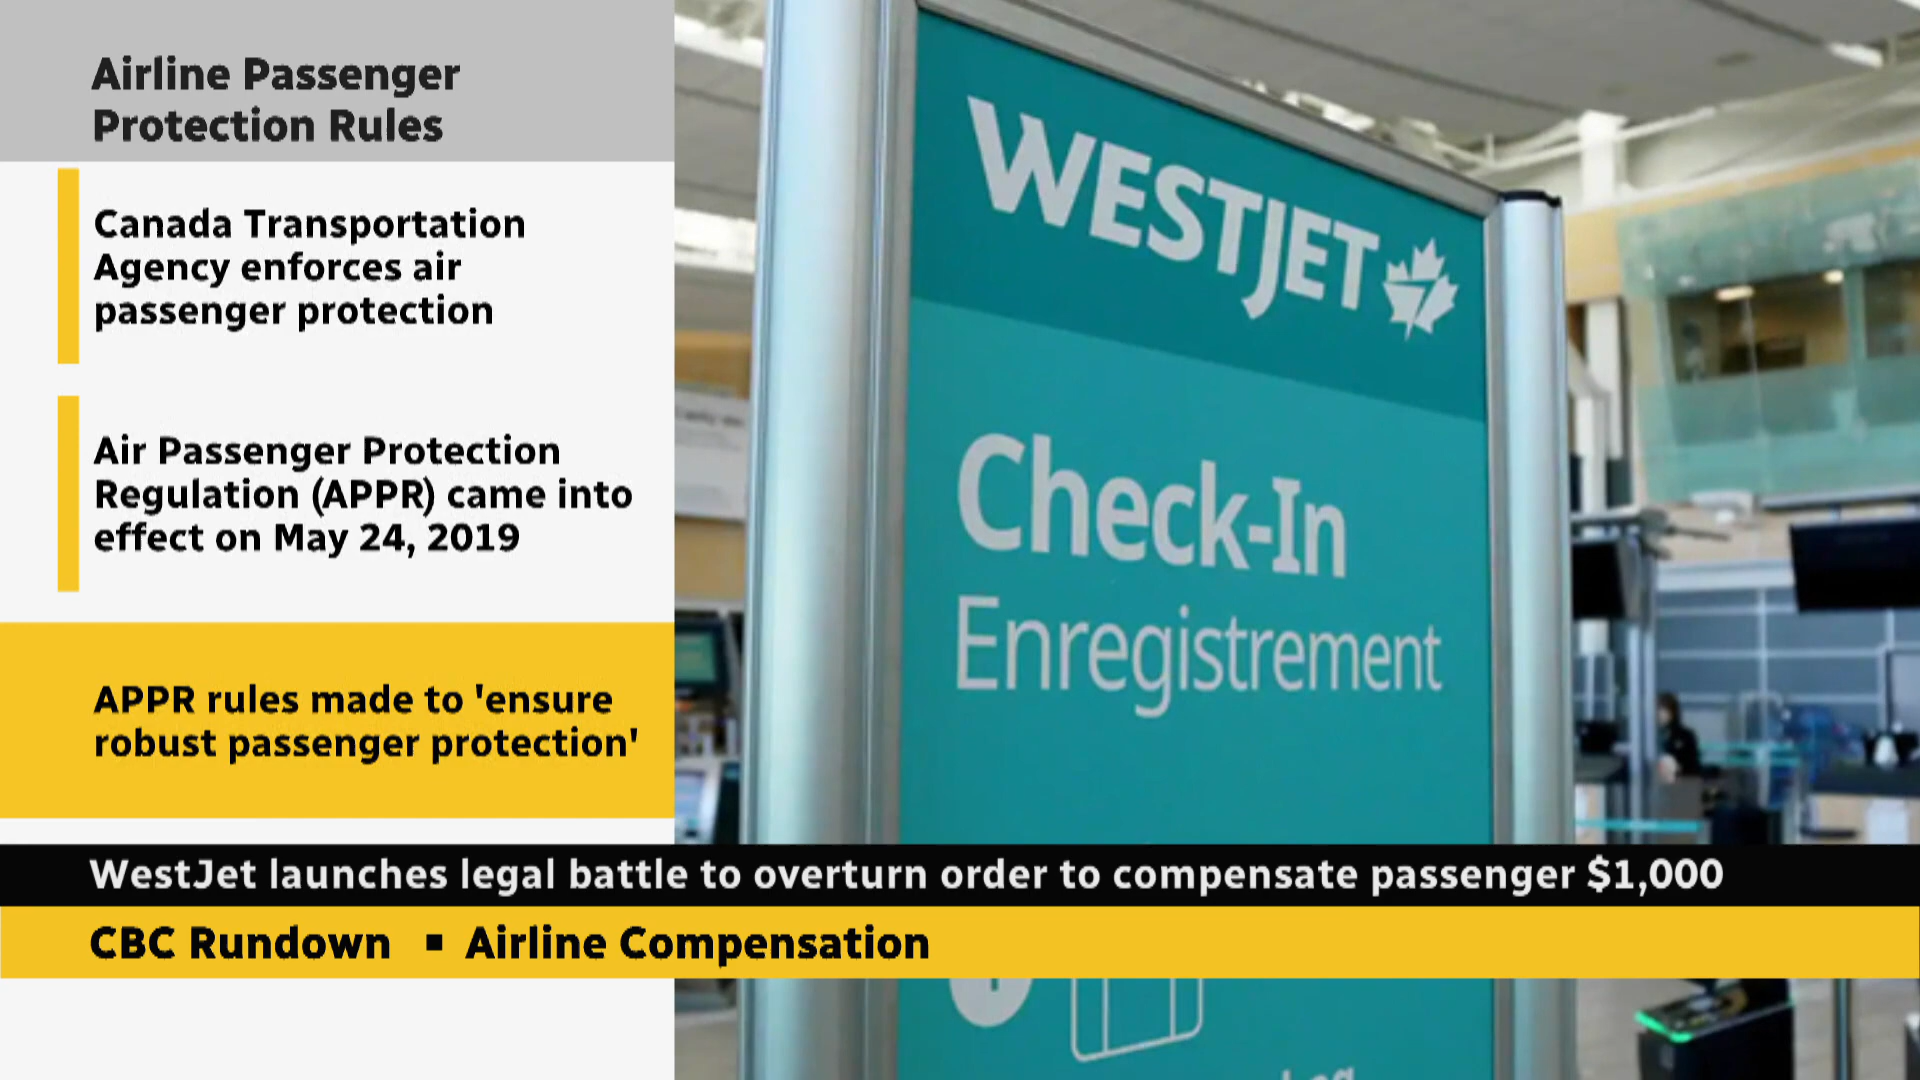 Airline Passenger
Protection Rules
Canada Transportation
Agency enforces air
passenger protection
Air Passenger Protection
Regulation (APPR) came into
effect on May 24, 2019
APPR rules made to 'ensure
robust passenger protection'
WESTJET
Check-In
Enregistrement
WestJet launches legal battle to overturn order to compensate passenger $1,000
CBC Rundown ▪ Airline Compensation